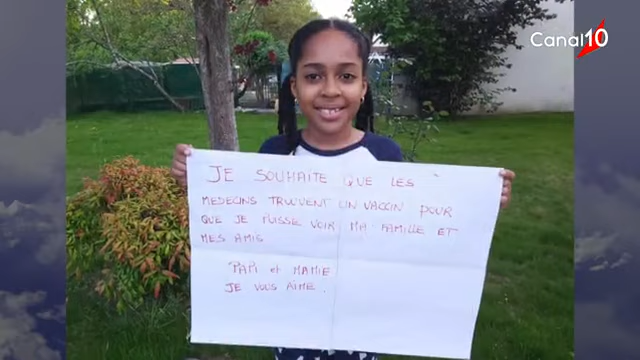 Canal10
JE SOUHAITE QUE LES
MEDECINS TROUVENT UN VACCIN POUR
QUE JE PUISSE VOIR MA FAMILLE ET
MES AMIS
PAPI et MAMIE
JE VOUS AIME.